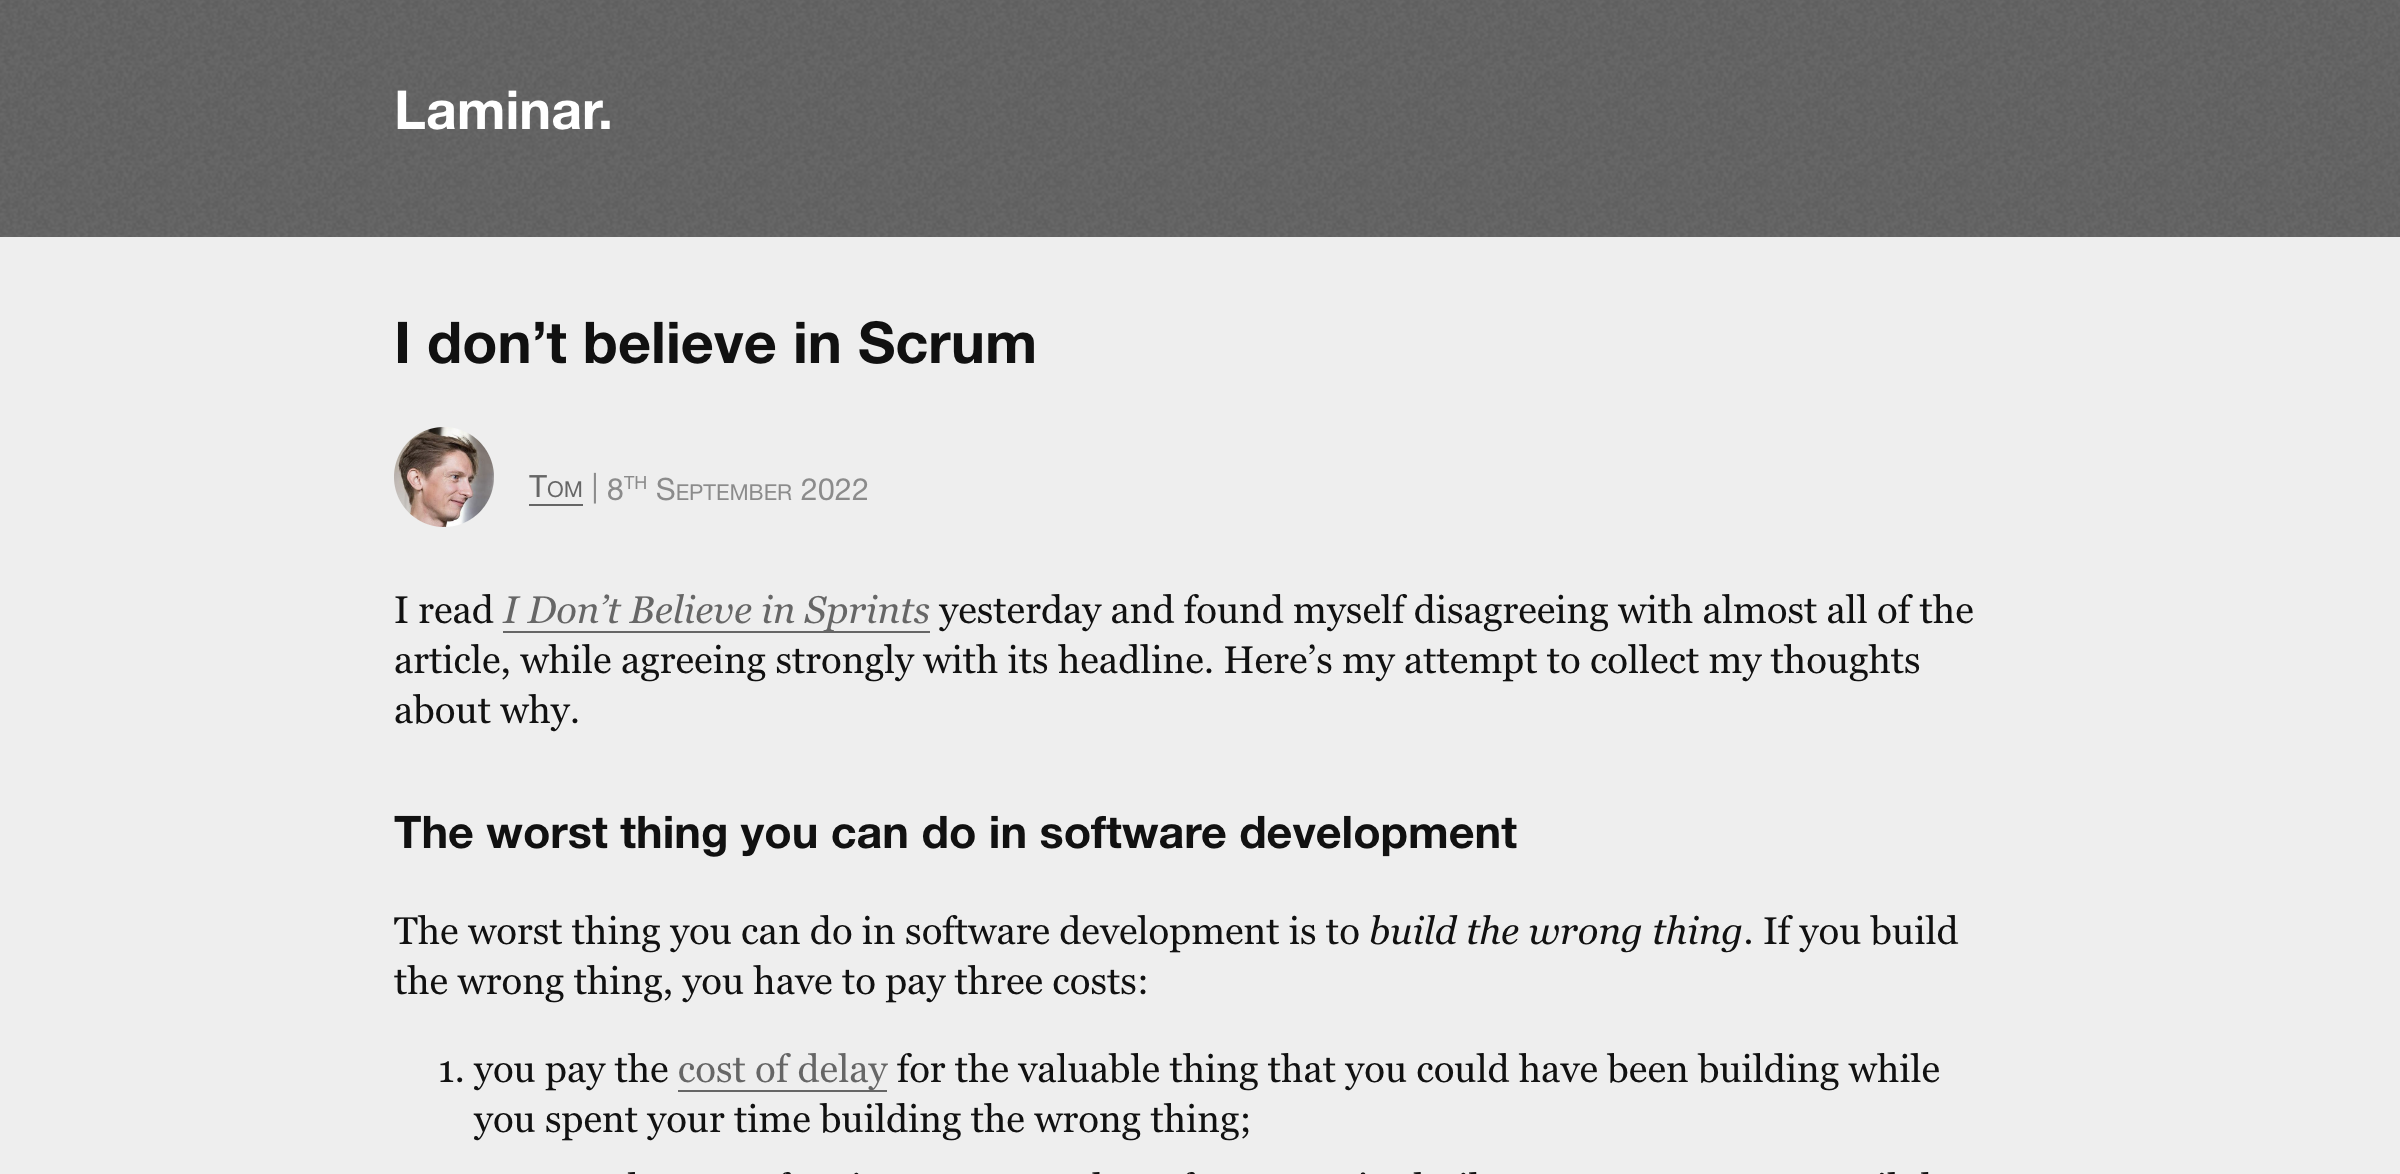 Laminar.
I don’t believe in Scrum
Tom | 8TH September 2022
I read I Don’t Believe in Sprints yesterday and found myself disagreeing with almost all of the
article, while agreeing strongly with its headline. Here’s my attempt to collect my thoughts
about why.
The worst thing you can do in software development
The worst thing you can do in software development is to build the wrong thing. If you build
the wrong thing, you have to pay three costs:
1. you pay the cost of delay for the valuable thing that you could have been building while
you spent your time building the wrong thing;